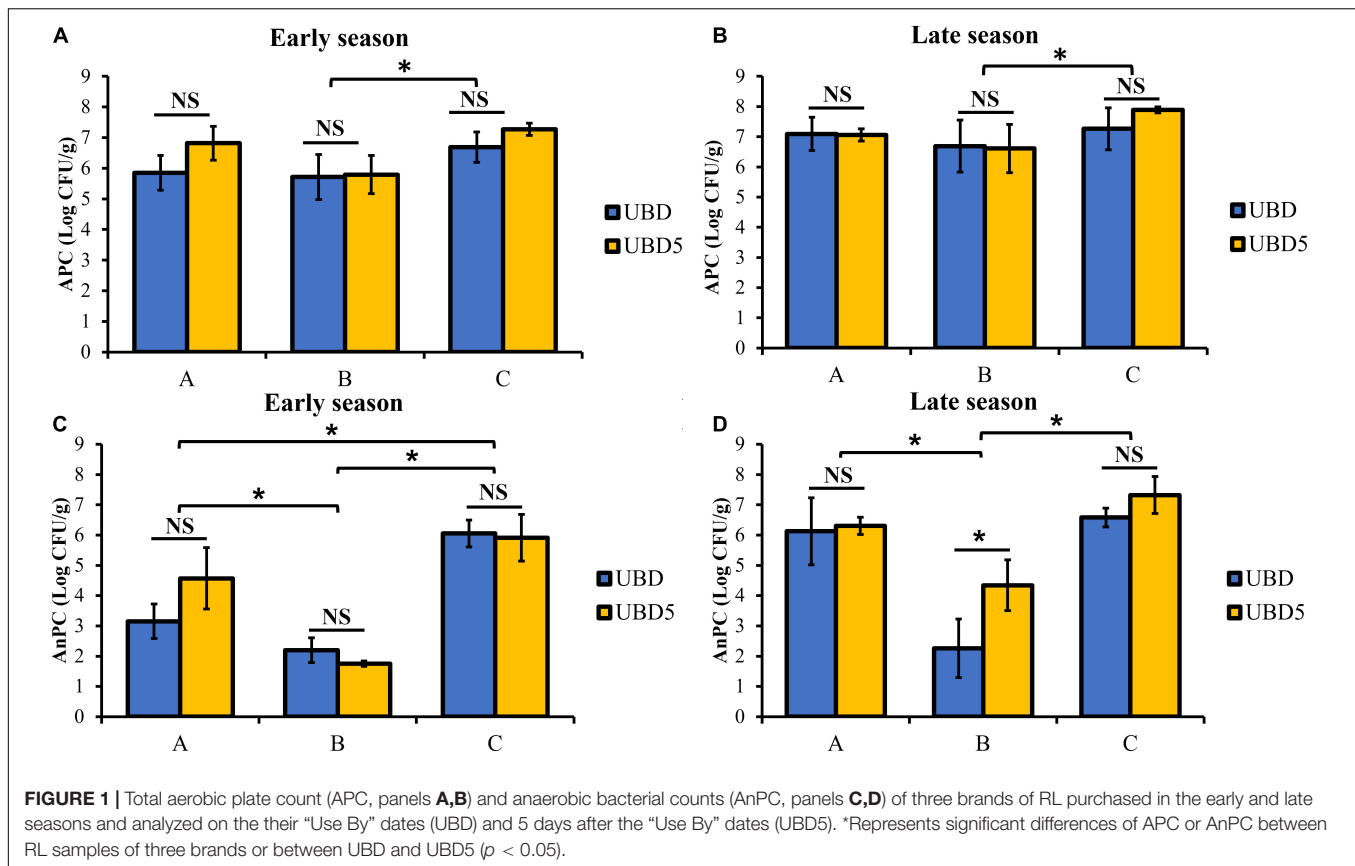 A
Early season
*
NS
NS
NS
9
8
7
6
5
4
3
2
1
0
APC (Log CFU/g)
A
B
C
UBD
UBD5
B
Late season
*
NS
NS
NS
9
8
7
6
5
4
3
2
1
0
APC (Log CFU/g)
A
B
C
UBD
UBD5
C
Early season
*
*
*
NS
NS
NS
9
8
7
6
5
4
3
2
1
0
AnPC (Log CFU/g)
A
B
C
UBD
UBD5
D
Late season
*
*
NS
*
NS
9
8
7
6
5
4
3
2
1
0
AnPC (Log CFU/g)
A
B
C
UBD
UBD5
FIGURE 1 | Total aerobic plate count (APC, panels A,B) and anaerobic bacterial counts (AnPC, panels C,D) of three brands of RL purchased in the early and late
seasons and analyzed on the their “Use By” dates (UBD) and 5 days after the “Use By” dates (UBD5). *Represents significant differences of APC or AnPC between
RL samples of three brands or between UBD and UBD5 (p < 0.05).